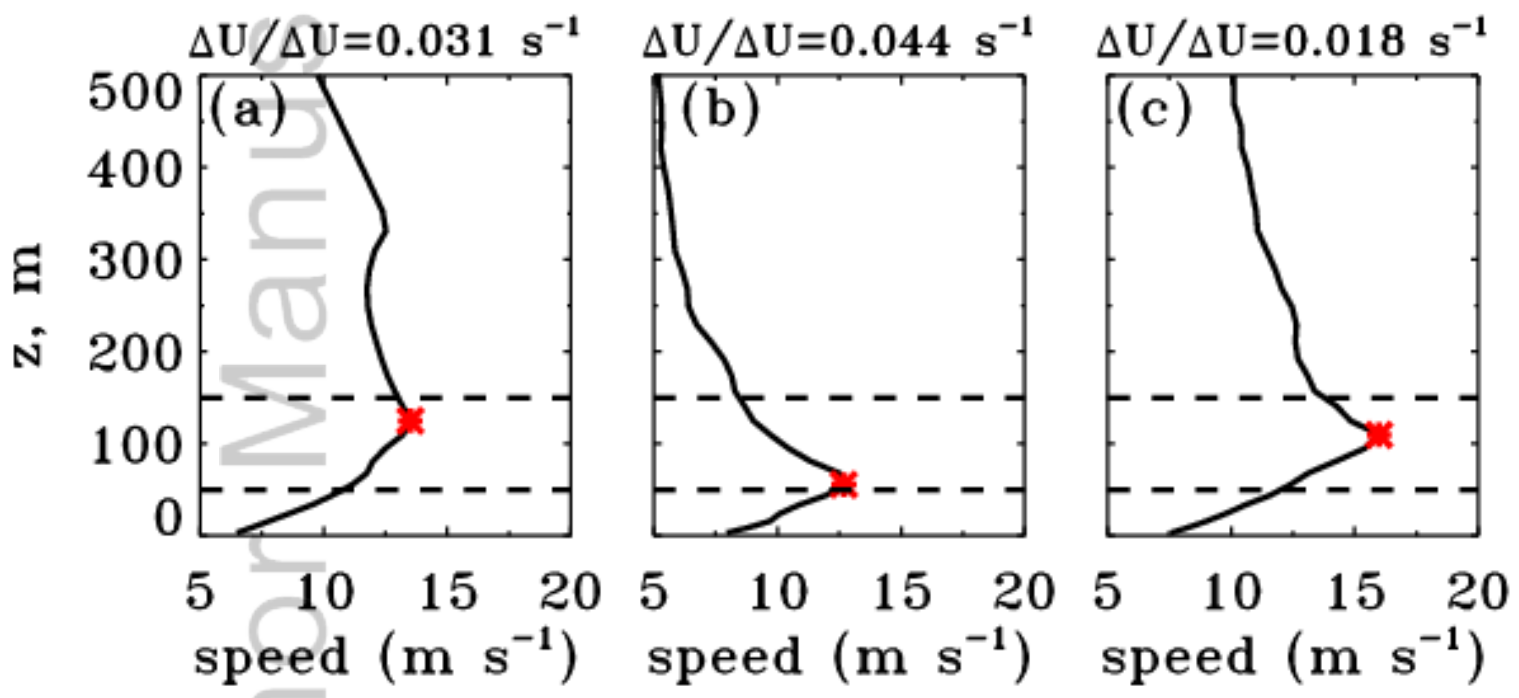 ΔU/ΔU=0.031 s⁻¹ ΔU/ΔU=0.044 s⁻¹ ΔU/ΔU=0.018 s⁻¹
(a) (b) (c)
500
400
300
200
100
0
z, m
5 10 15 20 5 10 15 20 5 10 15 20
speed (m s⁻¹) speed (m s⁻¹) speed (m s⁻¹)
or Manus